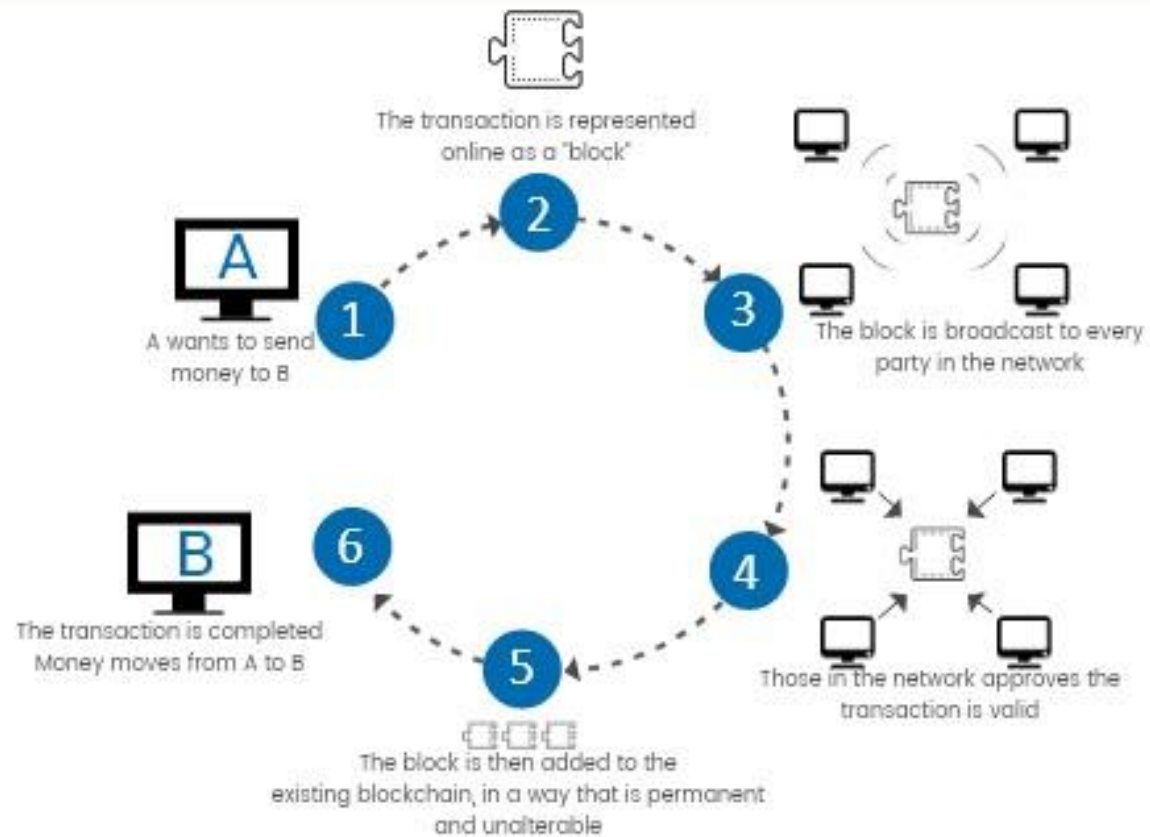 The transaction is represented
online as a "block"
2
A
1
A wants to send
money to B
3
The block is broadcast to every
party in the network
4
Those in the network approves the
transaction is valid
5
The block is then added to the
existing blockchain, in a way that is permanent
and unalterable
6
B
The transaction is completed
Money moves from A to B